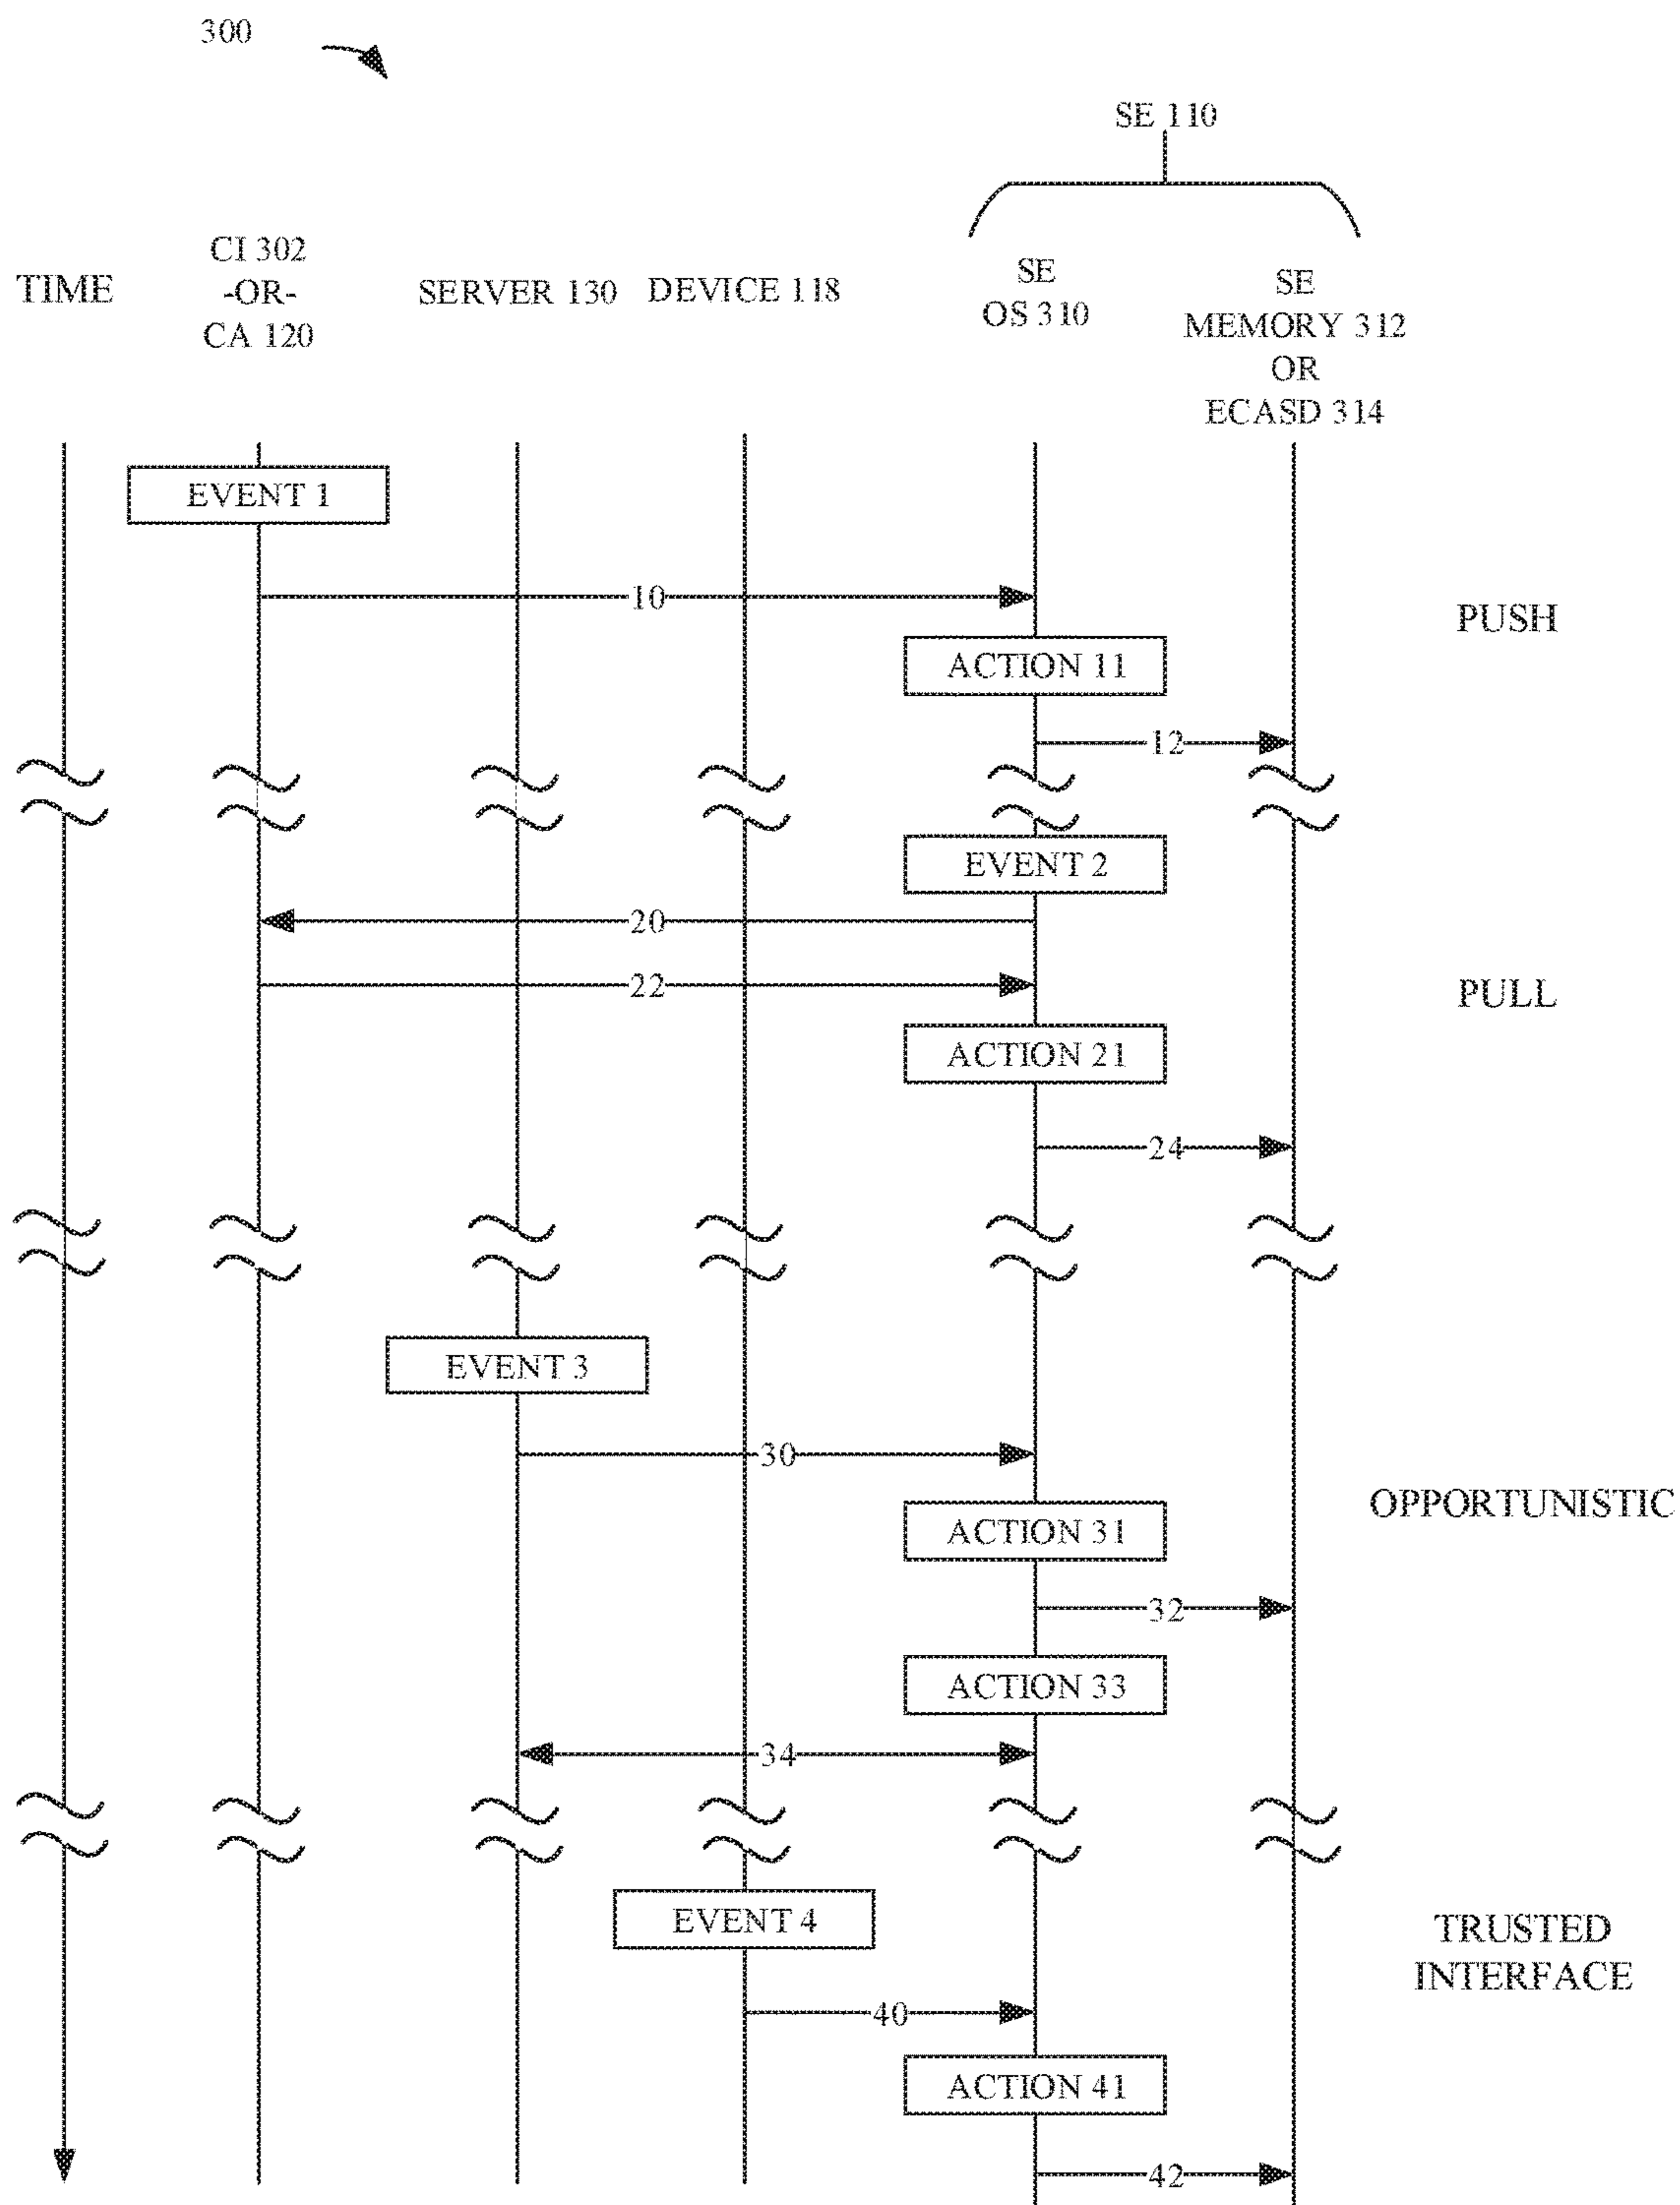 300
SE 110
TIME
CI 302
-OR-
CA 120
SERVER 130
DEVICE 118
SE
OS 310
SE
MEMORY 312
OR
ECASD 314
EVENT 1
10
PUSH
ACTION 11
12
EVENT 2
20
22
PULL
ACTION 21
24
EVENT 3
30
OPPORTUNISTIC
ACTION 31
32
ACTION 33
34
EVENT 4
TRUSTED
INTERFACE
40
ACTION 41
42